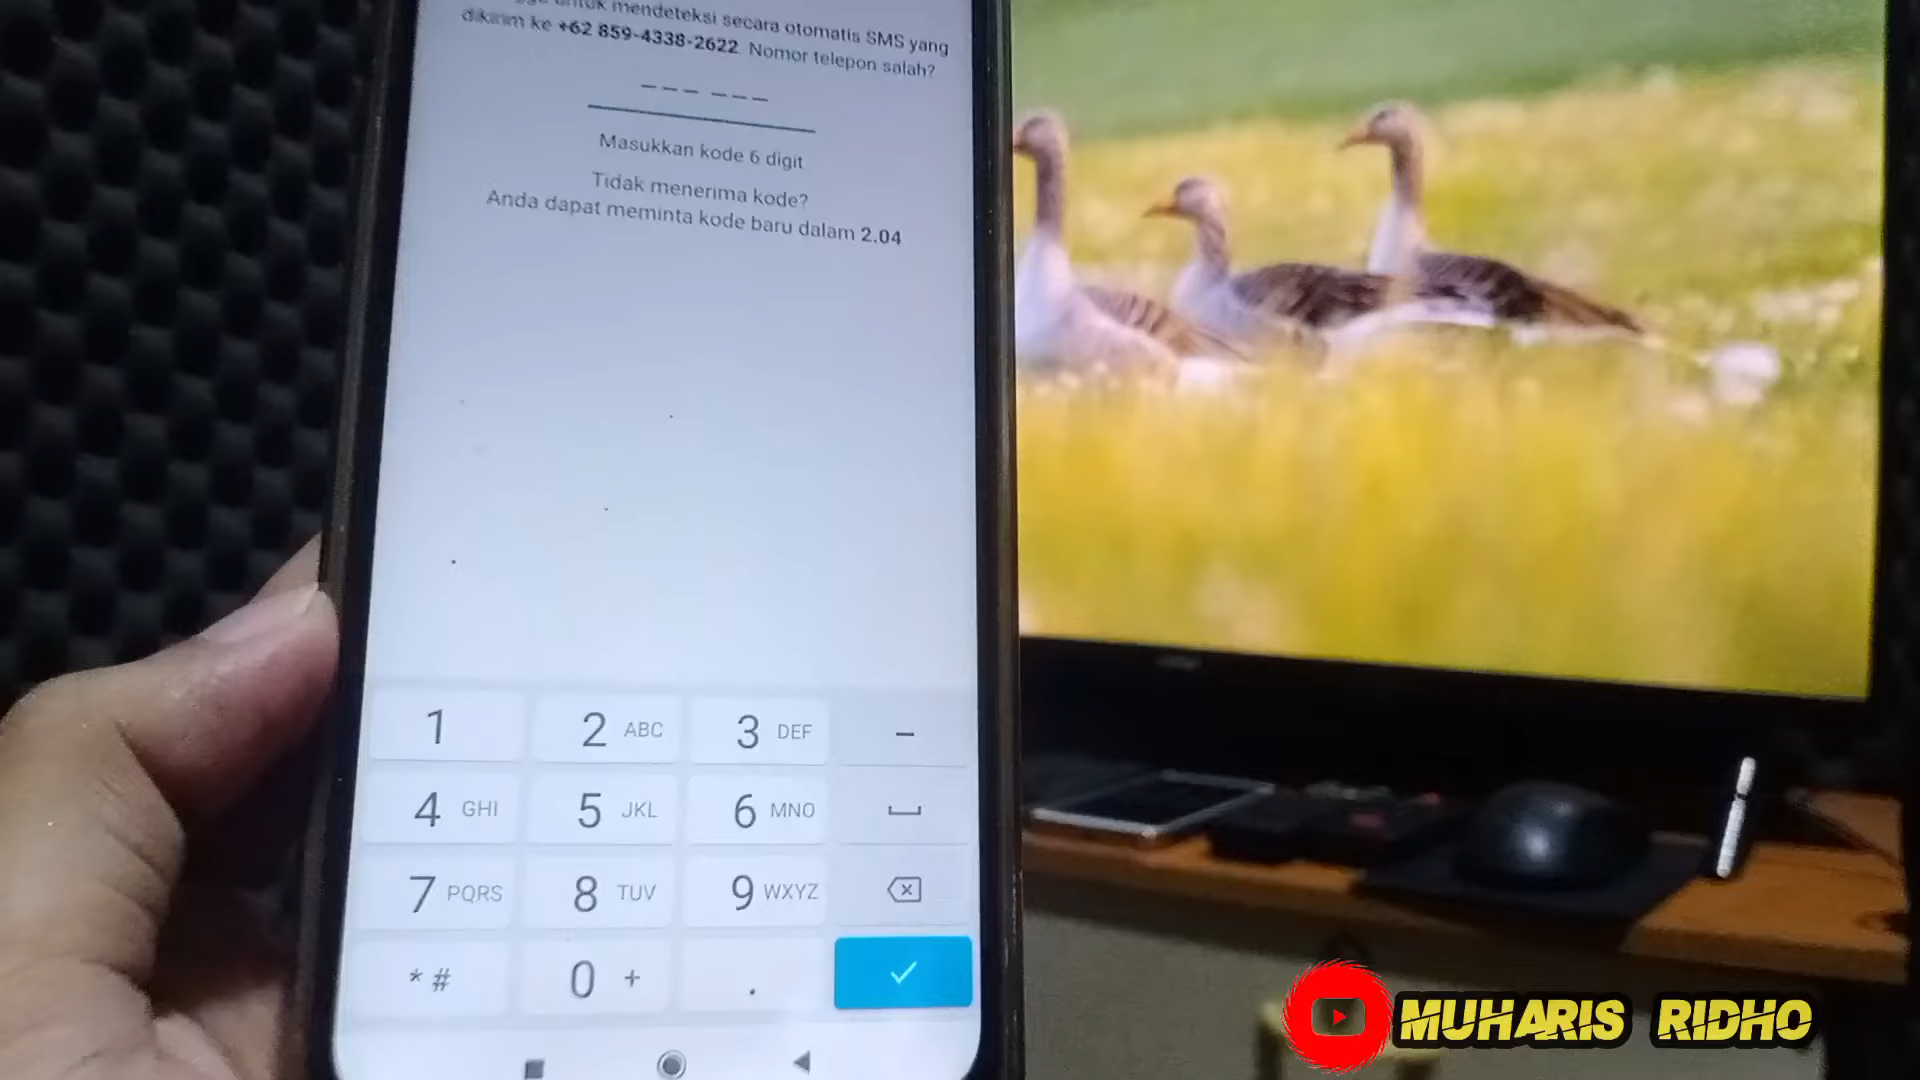 untuk mendeteksi secara otomatis SMS yang
dikirim ke +62 859-4338-2622 Nomor telepon salah?
Masukkan kode 6 digit
Tidak menerima kode?
Anda dapat meminta kode baru dalam 2.04
1
2 ABC
3 DEF
4 GHI
5 JKL
6 MNO
7 PQRS
8 TUV
9 WXYZ
* #
0 +
.
MUHARIS RIDHO